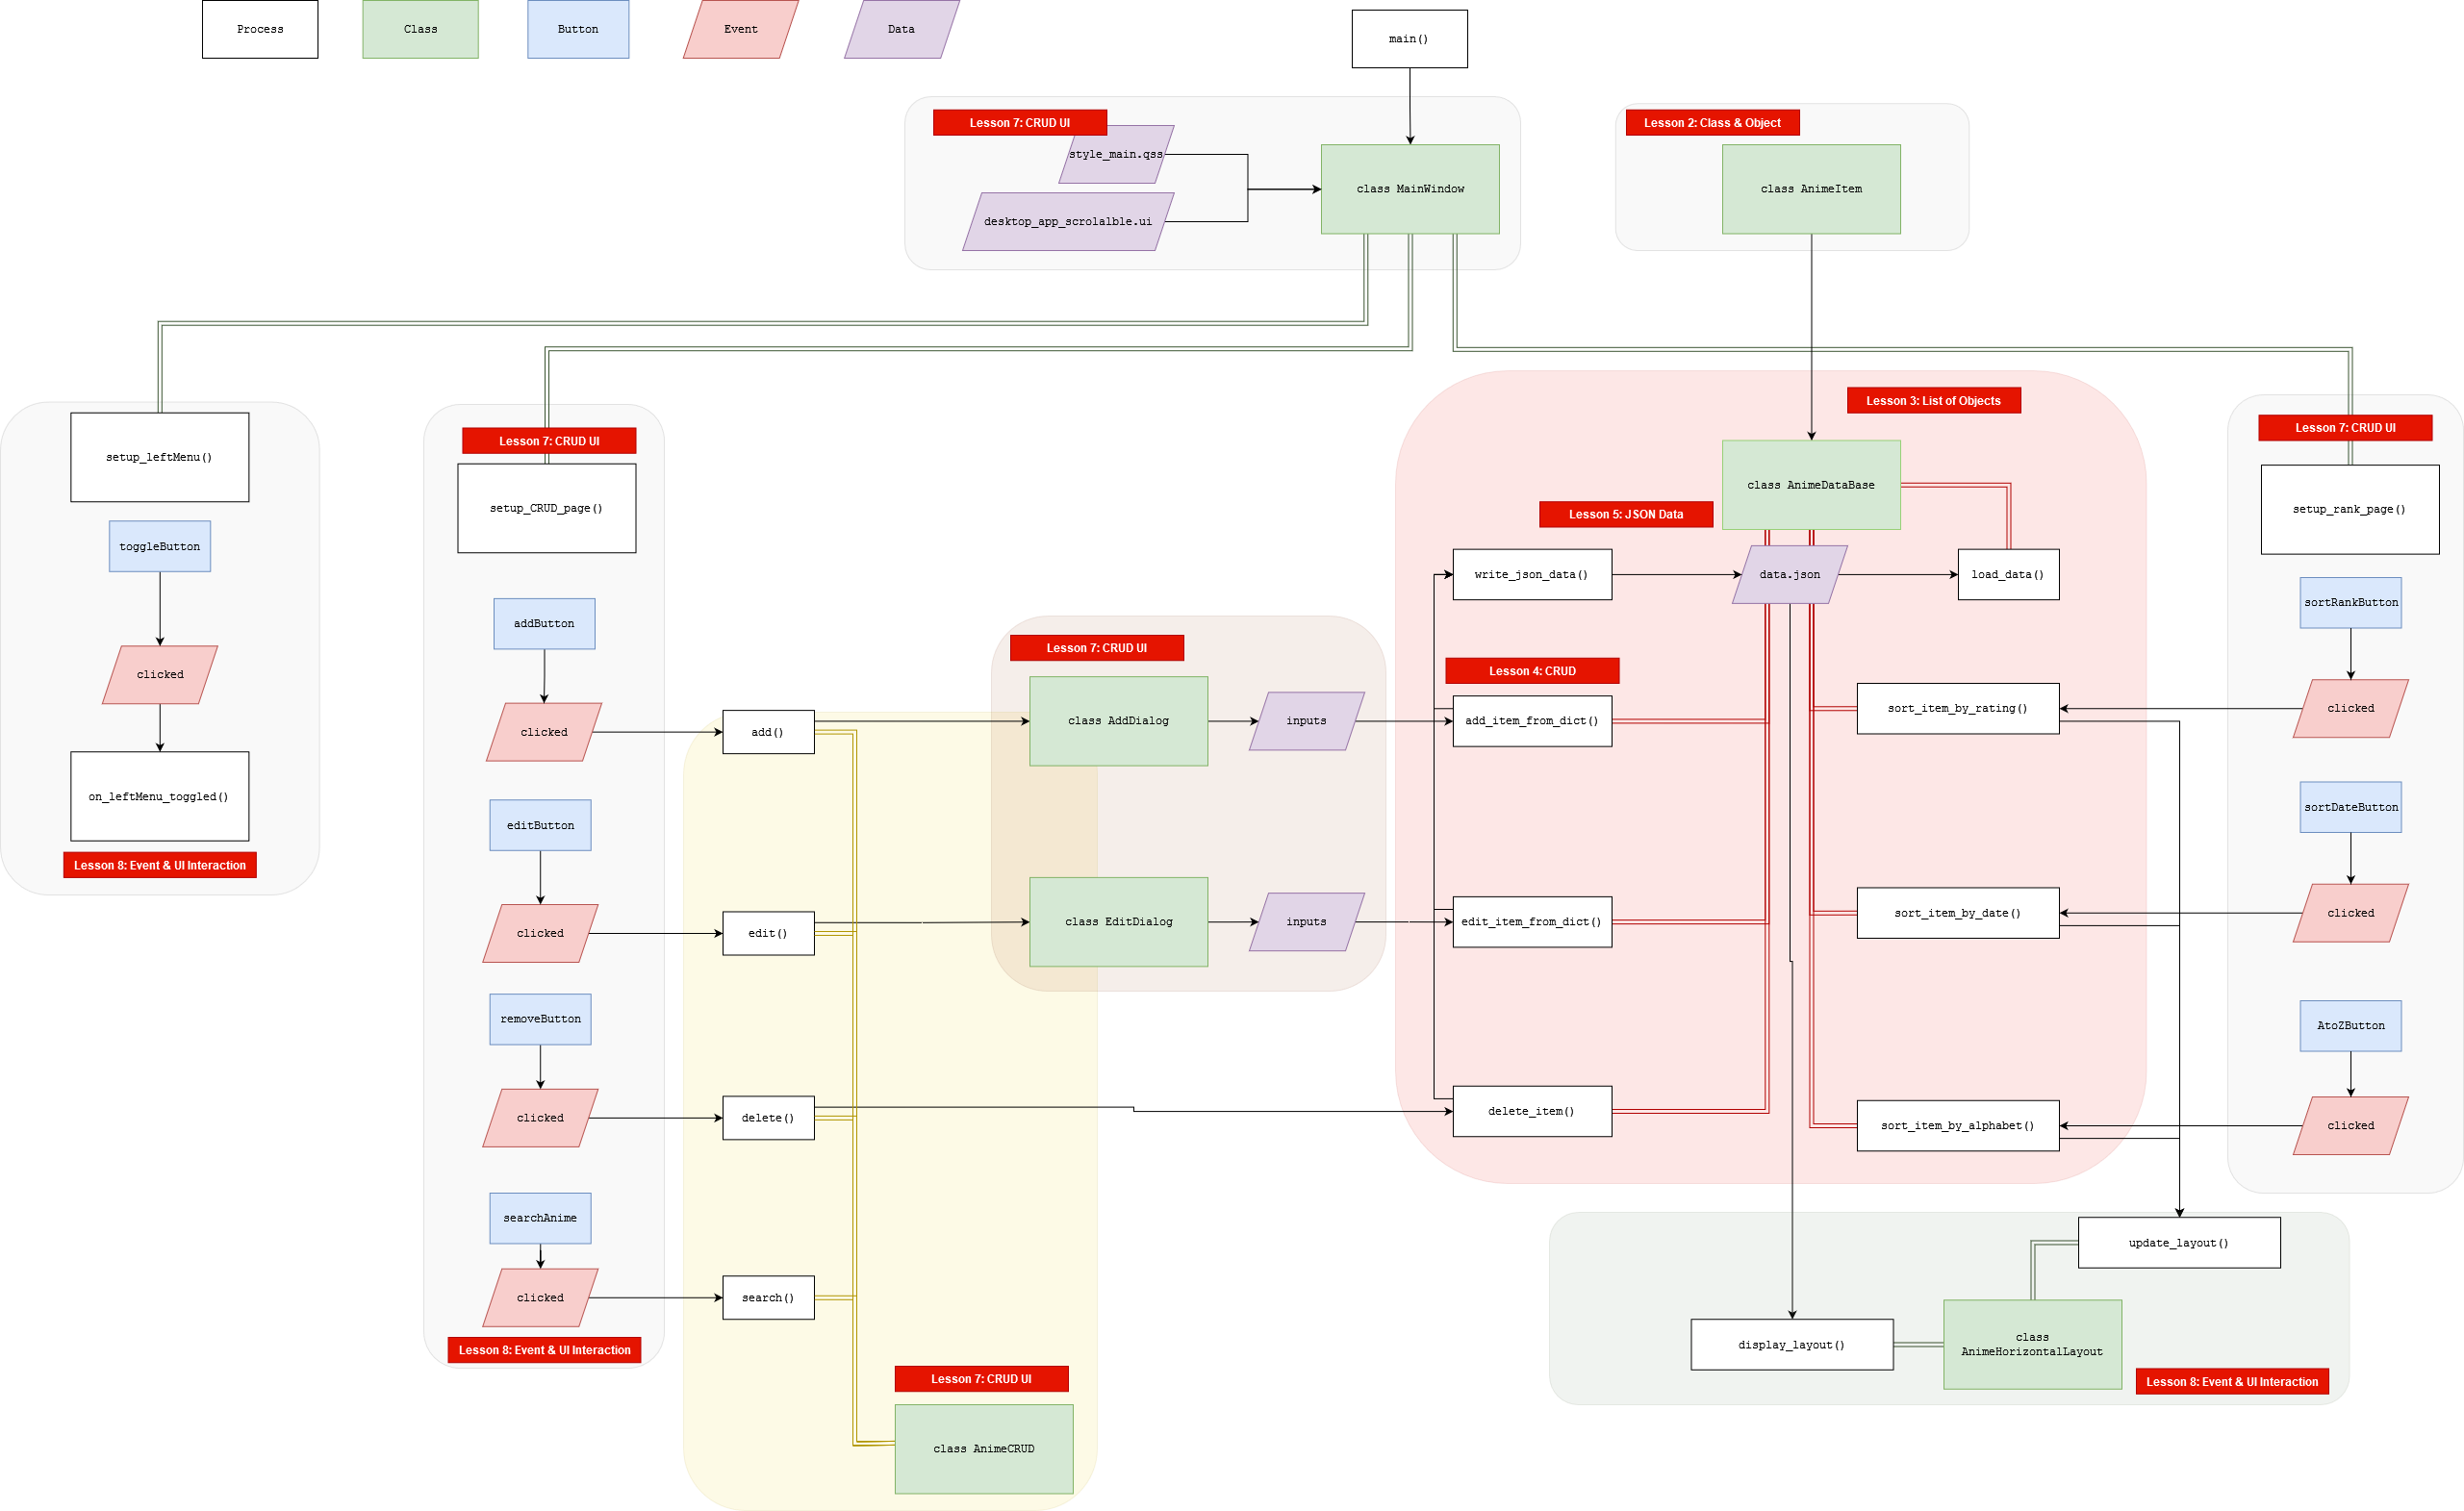 Process
Class
Button
Event
Data
main()
Lesson 7: CRUD UI
style_main.qss
desktop_app_scrolalble.ui
class MainWindow
Lesson 2: Class & Object
class AnimeItem
setup_leftMenu()
toggleButton
clicked
on_leftMenu_toggled()
Lesson 8: Event & UI Interaction
Lesson 7: CRUD UI
setup_CRUD_page()
addButton
clicked
editButton
clicked
removeButton
clicked
searchAnime
clicked
Lesson 8: Event & UI Interaction
add()
edit()
delete()
search()
Lesson 7: CRUD UI
class AnimeCRUD
Lesson 7: CRUD UI
class AddDialog
inputs
class EditDialog
inputs
Lesson 3: List of Objects
class AnimeDataBase
Lesson 5: JSON Data
write_json_data()
data.json
load_data()
Lesson 4: CRUD
add_item_from_dict()
sort_item_by_rating()
edit_item_from_dict()
sort_item_by_date()
delete_item()
sort_item_by_alphabet()
Lesson 7: CRUD UI
setup_rank_page()
sortRankButton
clicked
sortDateButton
clicked
AtoZButton
clicked
update_layout()
display_layout()
class
AnimeHorizontalLayout
Lesson 8: Event & UI Interaction